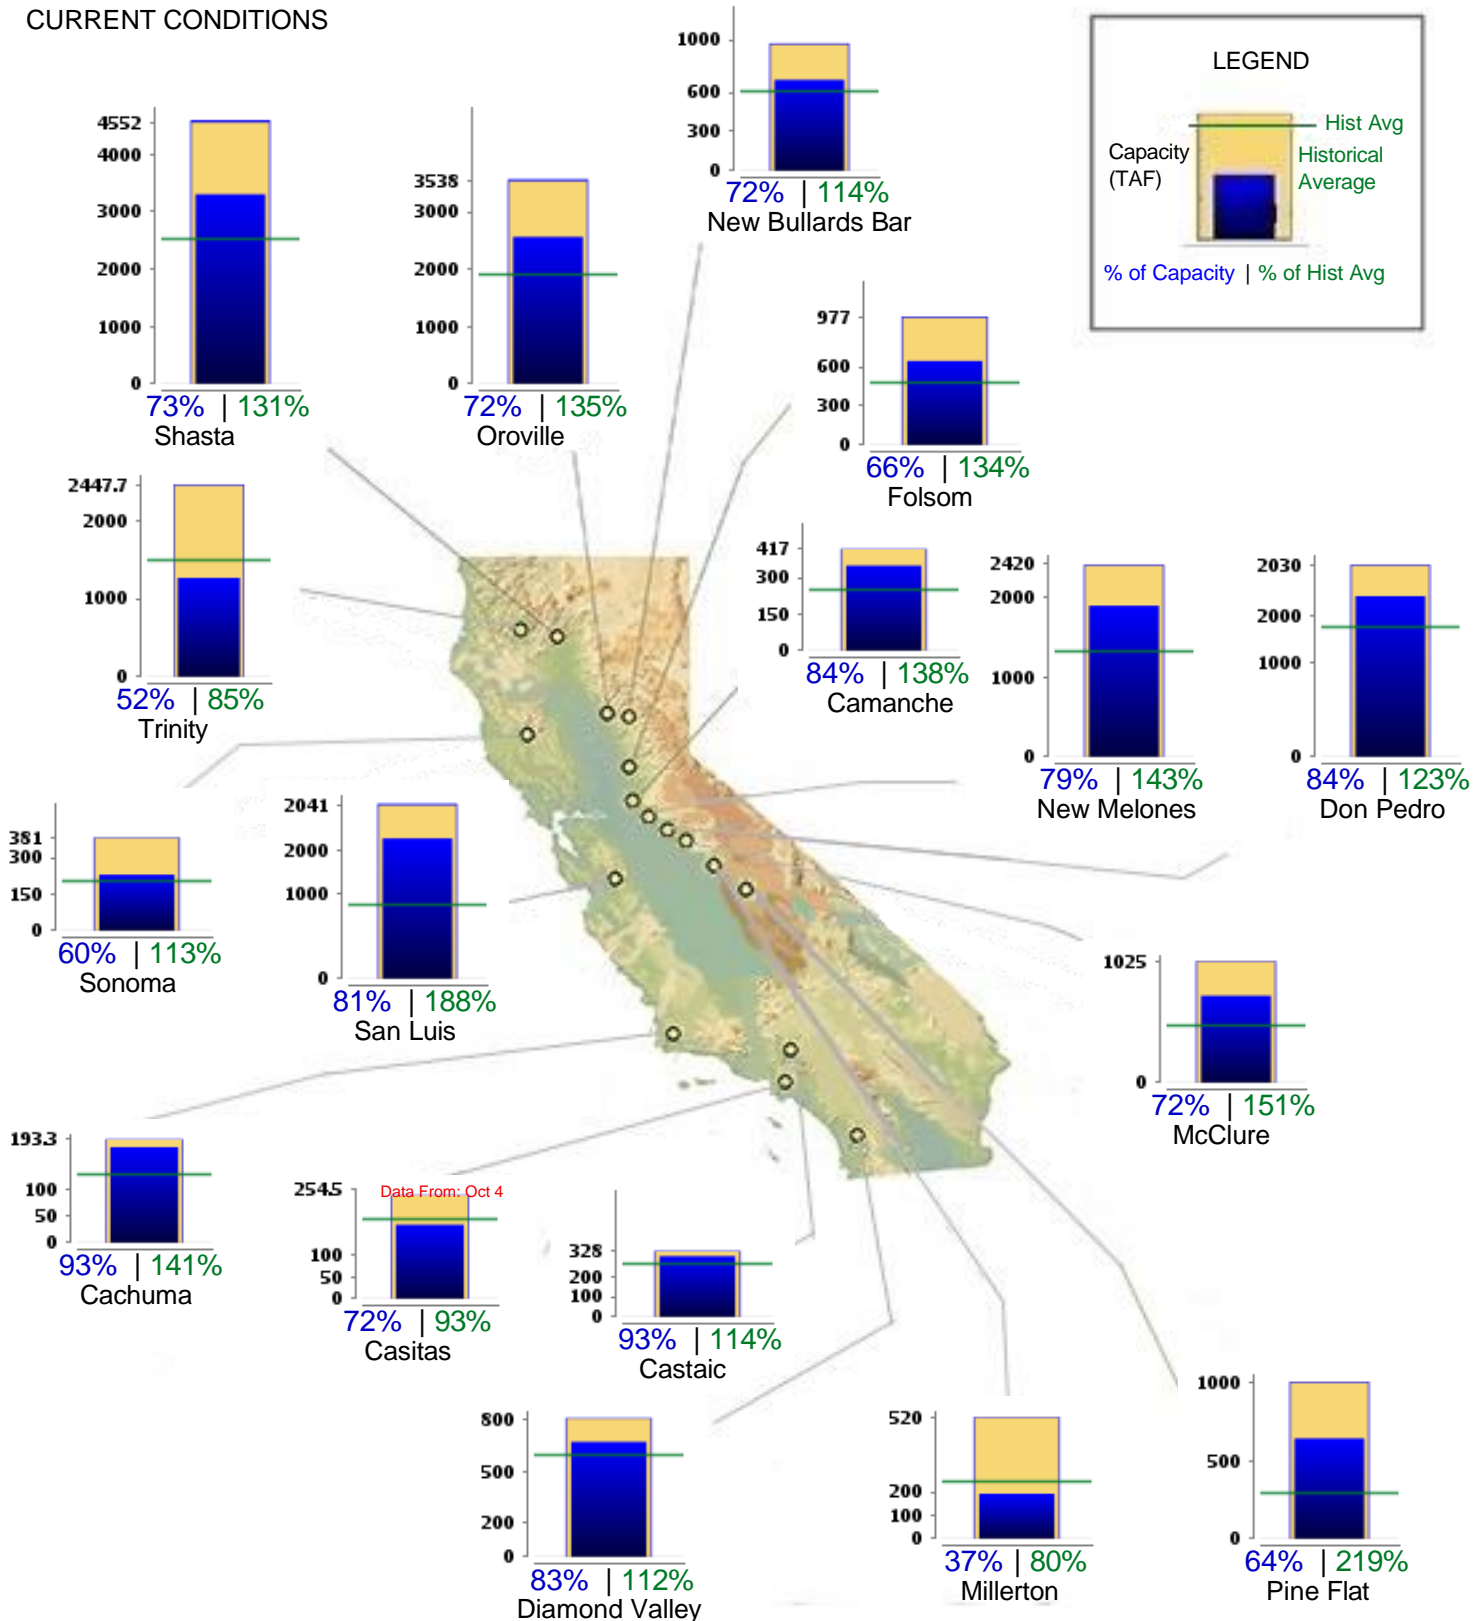 CURRENT CONDITIONS
1000
600
300
0
72% | 114%
New Bullards Bar
LEGEND
Hist Avg
Capacity
(TAF)
Historical
Average
% of Capacity | % of Hist Avg
4552
4000
3000
2000
1000
0
73% | 131%
Shasta
3538
3000
2000
1000
0
72% | 135%
Oroville
977
600
300
0
66% | 134%
Folsom
2447.7
2000
1000
0
52% | 85%
Trinity
417
300
150
0
84% | 138%
Camanche
2420
2000
1000
0
79% | 143%
New Melones
2030
2000
1000
0
84% | 123%
Don Pedro
381
300
150
0
60% | 113%
Sonoma
2041
2000
1000
0
81% | 188%
San Luis
1025
0
72% | 151%
McClure
193.3
100
50
0
93% | 141%
Cachuma
254.5
Data From: Oct 4
100
50
0
72% | 93%
Casitas
328
200
100
0
93% | 114%
Castaic
800
500
200
0
83% | 112%
Diamond Valley
520
200
100
0
37% | 80%
Millerton
1000
500
0
64% | 219%
Pine Flat